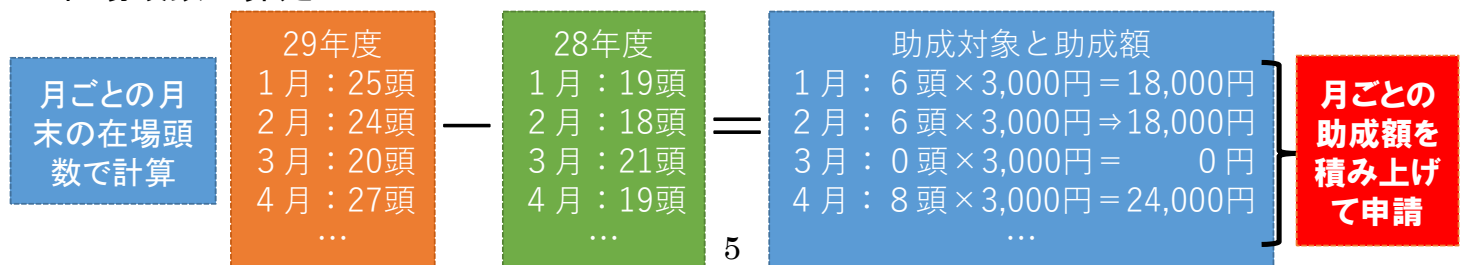 月ごとの月
末の在場頭
数で計算
29年度
1月:25頭
2月:24頭
3月:20頭
4月:27頭
…
ー
28年度
1月:19頭
2月:18頭
3月:21頭
4月:19頭
…
=
助成対象と助成額
1月: 6頭×3,000円=18,000円
2月: 6頭×3,000円⇒18,000円
3月: 0頭×3,000円= 0円
4月: 8頭×3,000円=24,000円
…
月ごとの
助成額を
積み上げ
て申請
5